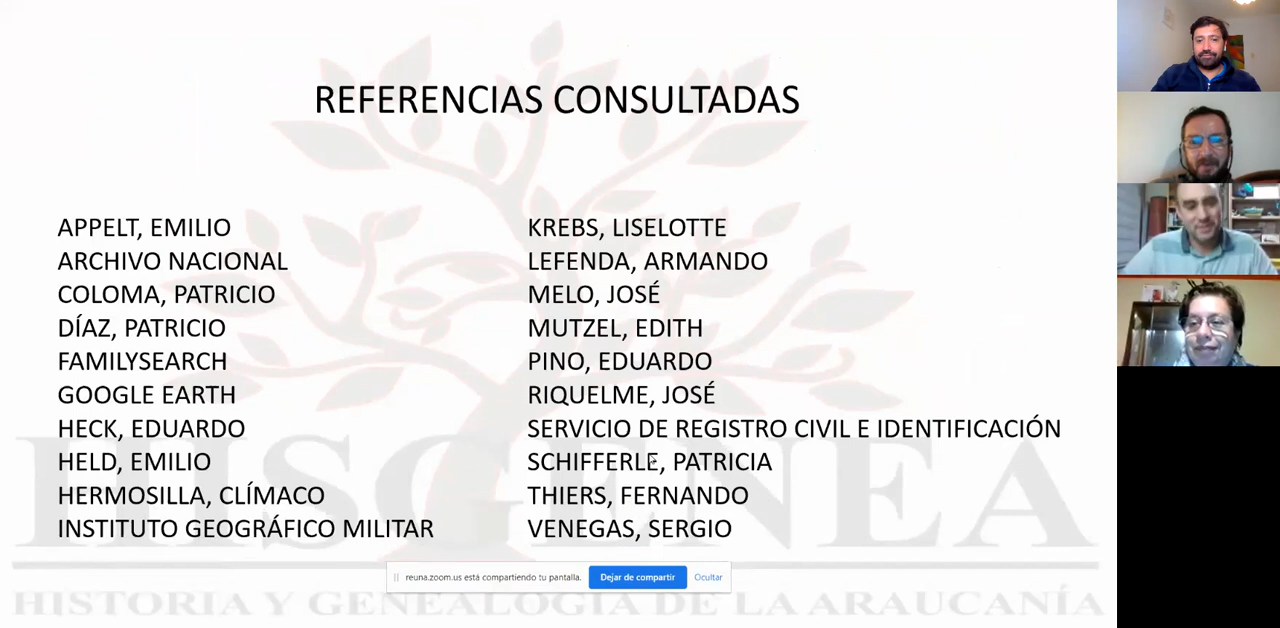 REFERENCIAS CONSULTADAS
APPELT, EMILIO
ARCHIVO NACIONAL
COLOMA, PATRICIO
DÍAZ, PATRICIO
FAMILYSEARCH
GOOGLE EARTH
HECK, EDUARDO
HELD, EMILIO
HERMOSILLA, CLÍMACO
INSTITUTO GEOGRÁFICO MILITAR
KREBS, LISELOTTE
LEFENDA, ARMANDO
MELO, JOSÉ
MUTZEL, EDITH
PINO, EDUARDO
RIQUELME, JOSÉ
SERVICIO DE REGISTRO CIVIL E IDENTIFICACIÓN
SCHIFFERLE, PATRICIA
THIERS, FERNANDO
VENEGAS, SERGIO
HISGENEA
reuna.zoom.us está compartiendo tu pantalla. Dejar de compartir Ocultar
HISTORIA Y GENEALOGÍA DE LA ARAUCANÍA